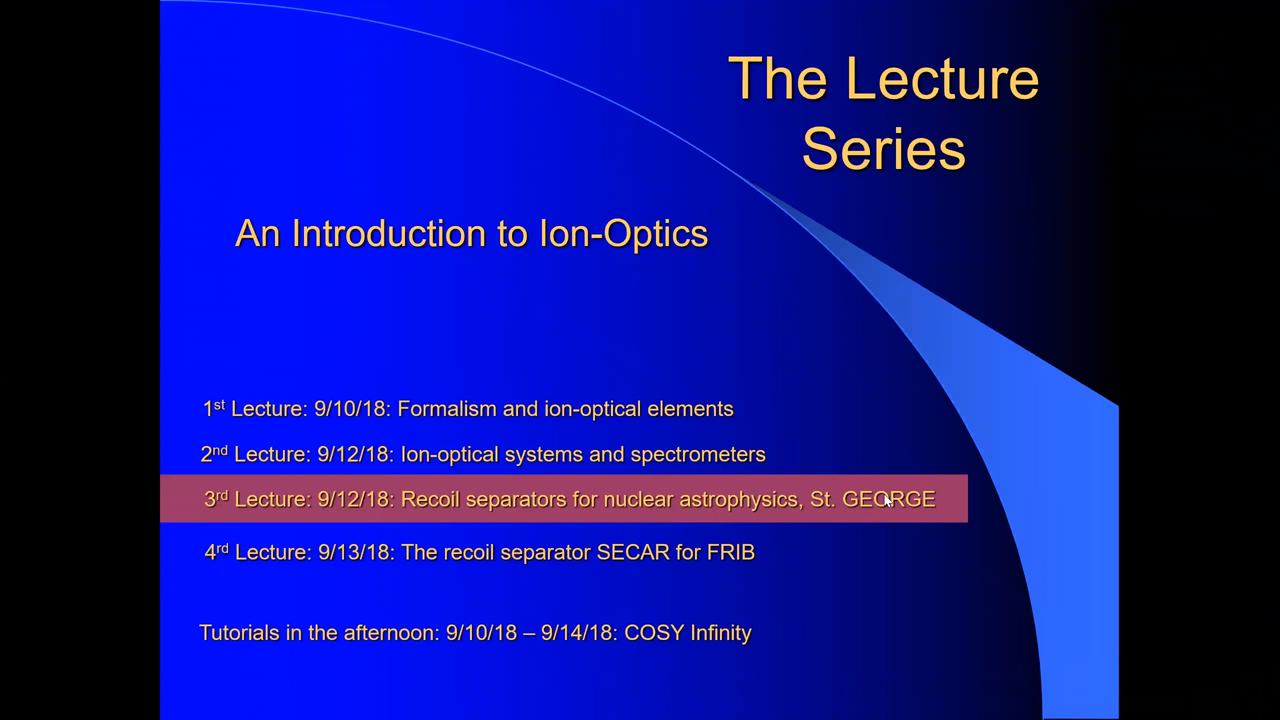 The Lecture
Series
An Introduction to Ion-Optics
1st Lecture: 9/10/18: Formalism and ion-optical elements
2nd Lecture: 9/12/18: Ion-optical systems and spectrometers
3rd Lecture: 9/12/18: Recoil separators for nuclear astrophysics, St. GEORGE
4rd Lecture: 9/13/18: The recoil separator SECAR for FRIB
Tutorials in the afternoon: 9/10/18 – 9/14/18: COSY Infinity